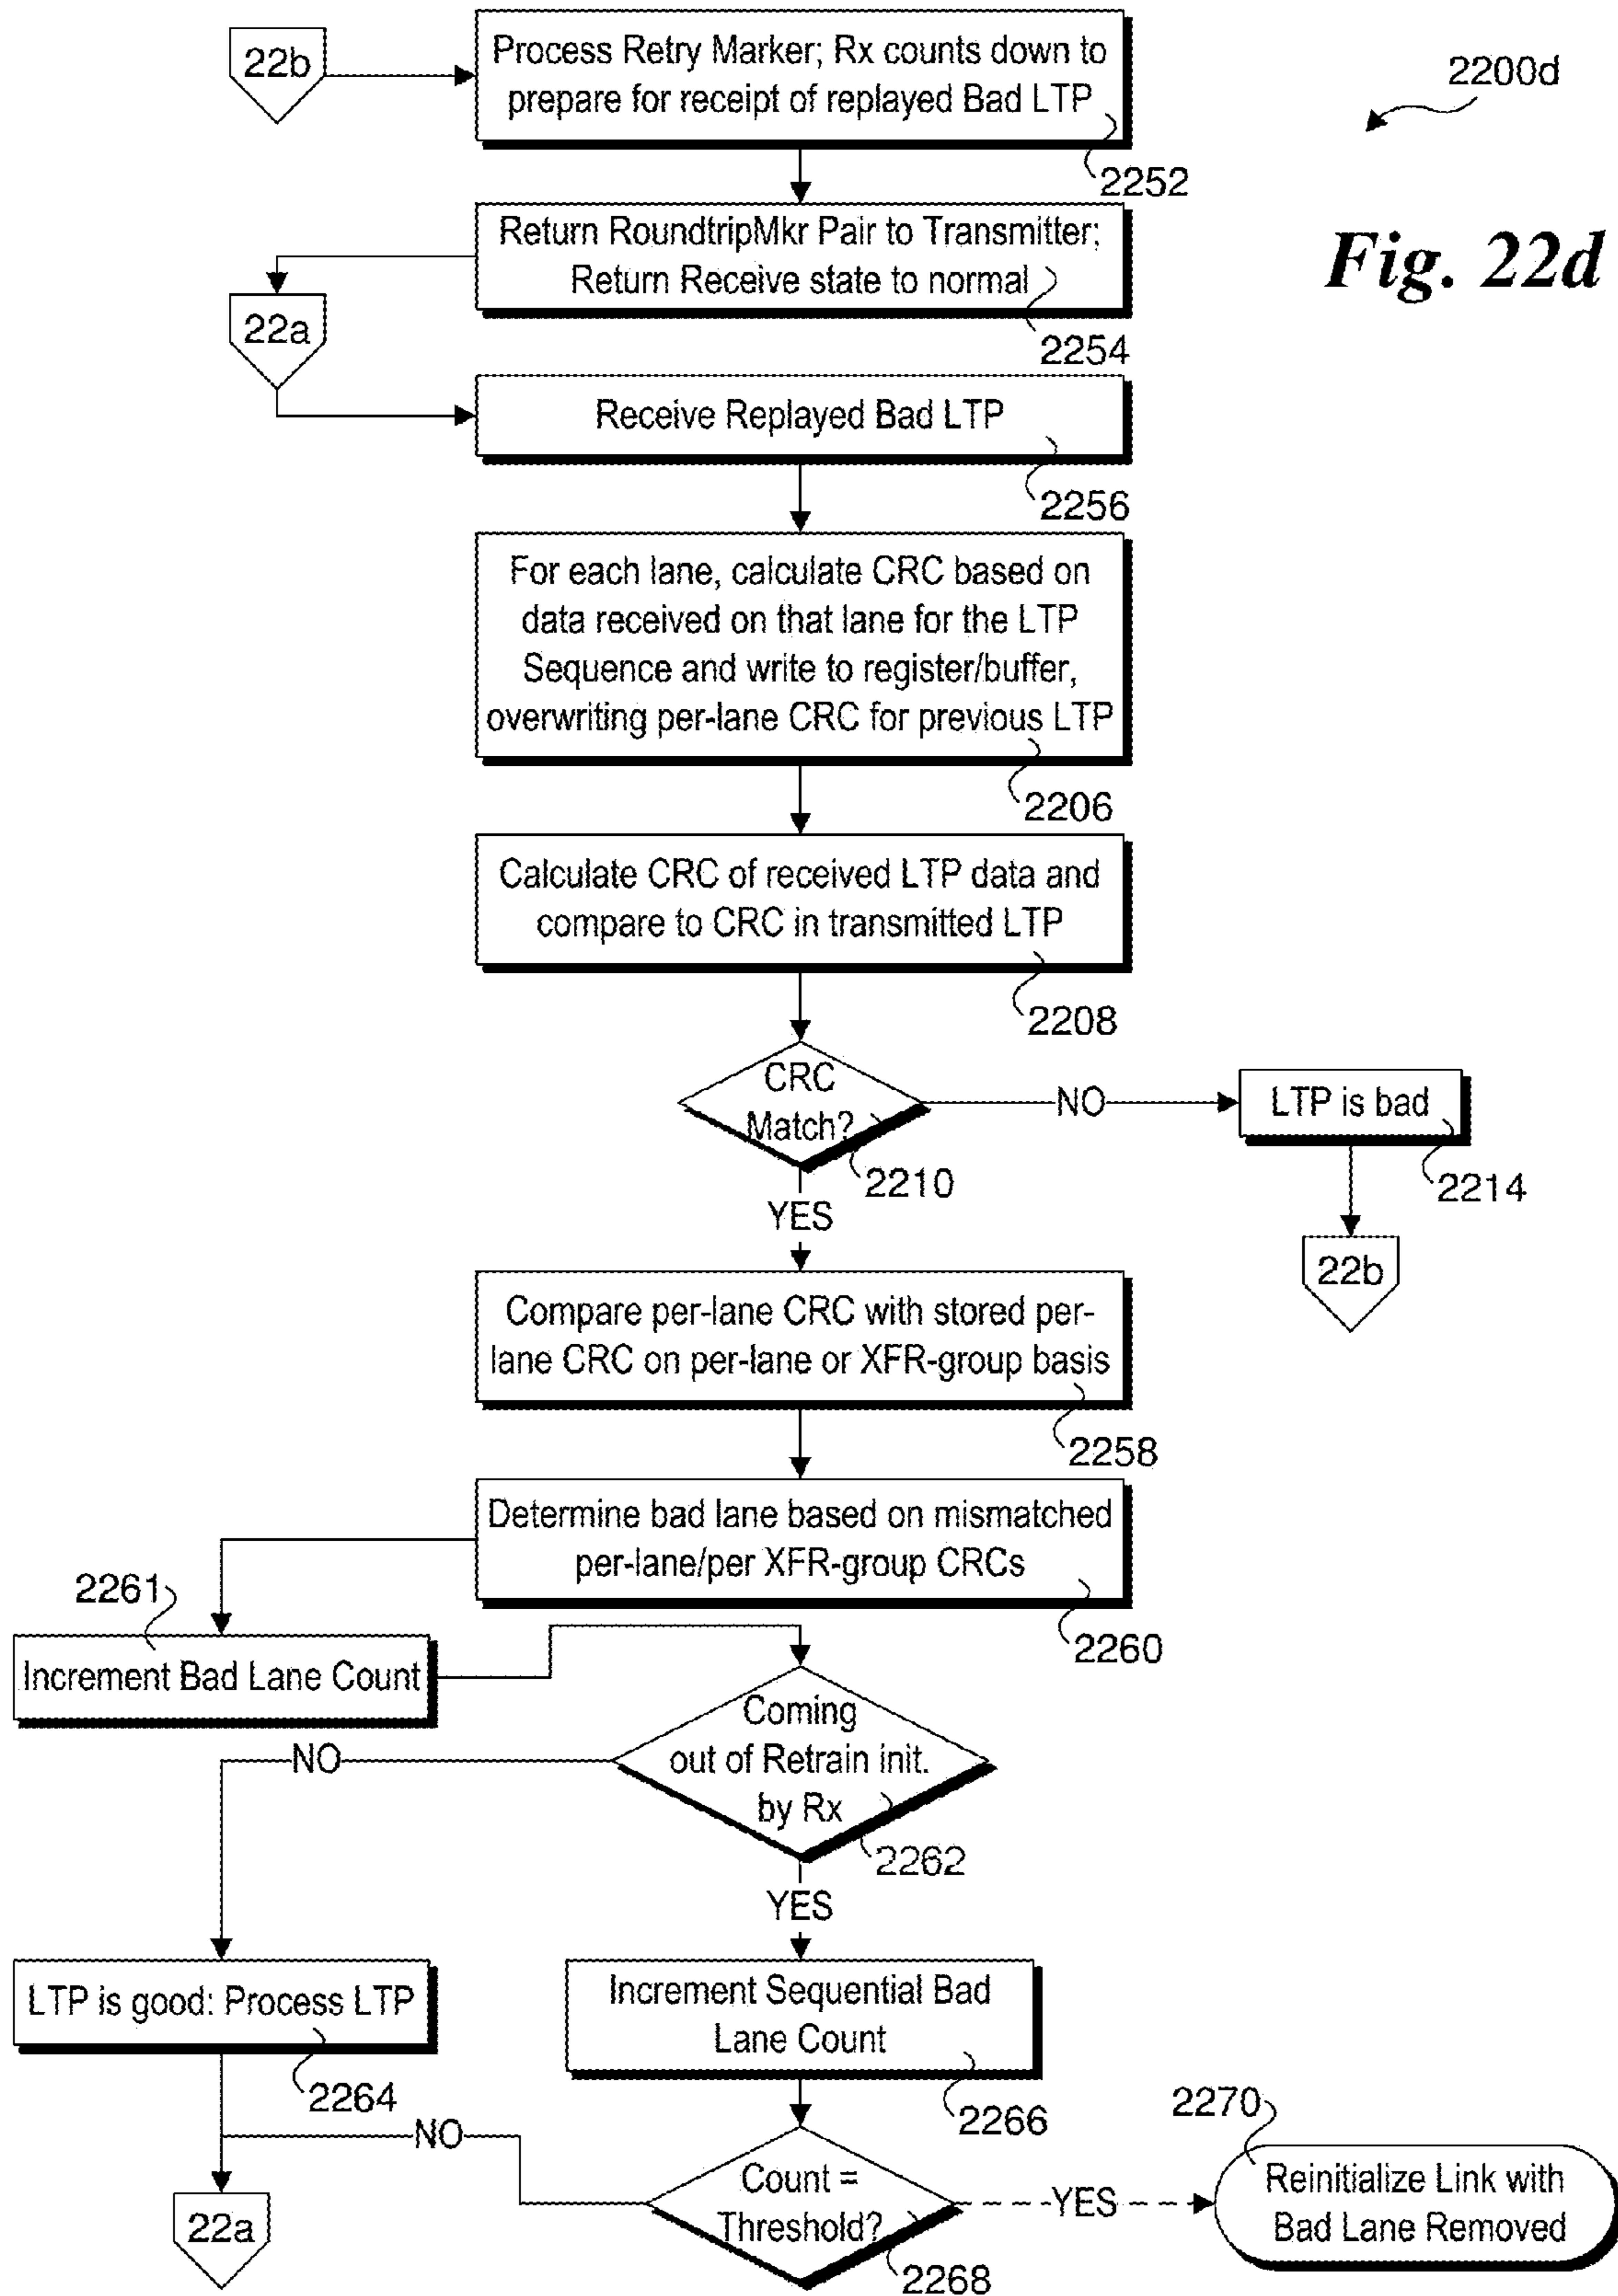 22b
Process Retry Marker; Rx counts down to
prepare for receipt of replayed Bad LTP
2252
2200d
Fig. 22d
Return RoundtripMkr Pair to Transmitter;
Return Receive state to normal
2254
22a
Receive Replayed Bad LTP
2256
For each lane, calculate CRC based on
data received on that lane for the LTP
Sequence and write to register/buffer,
overwriting per-lane CRC for previous LTP
2206
Calculate CRC of received LTP data and
compare to CRC in transmitted LTP
2208
CRC
Match?
2210
NO
LTP is bad
2214
22b
YES
Compare per-lane CRC with stored per-
lane CRC on per-lane or XFR-group basis
2258
Determine bad lane based on mismatched
per-lane/per XFR-group CRCs
2260
2261
Increment Bad Lane Count
Coming
out of Retrain init.
by Rx
2262
NO
YES
LTP is good: Process LTP
2264
Increment Sequential Bad
Lane Count
2266
NO
Count =
Threshold?
2268
YES
2270
Reinitialize Link with
Bad Lane Removed
22a